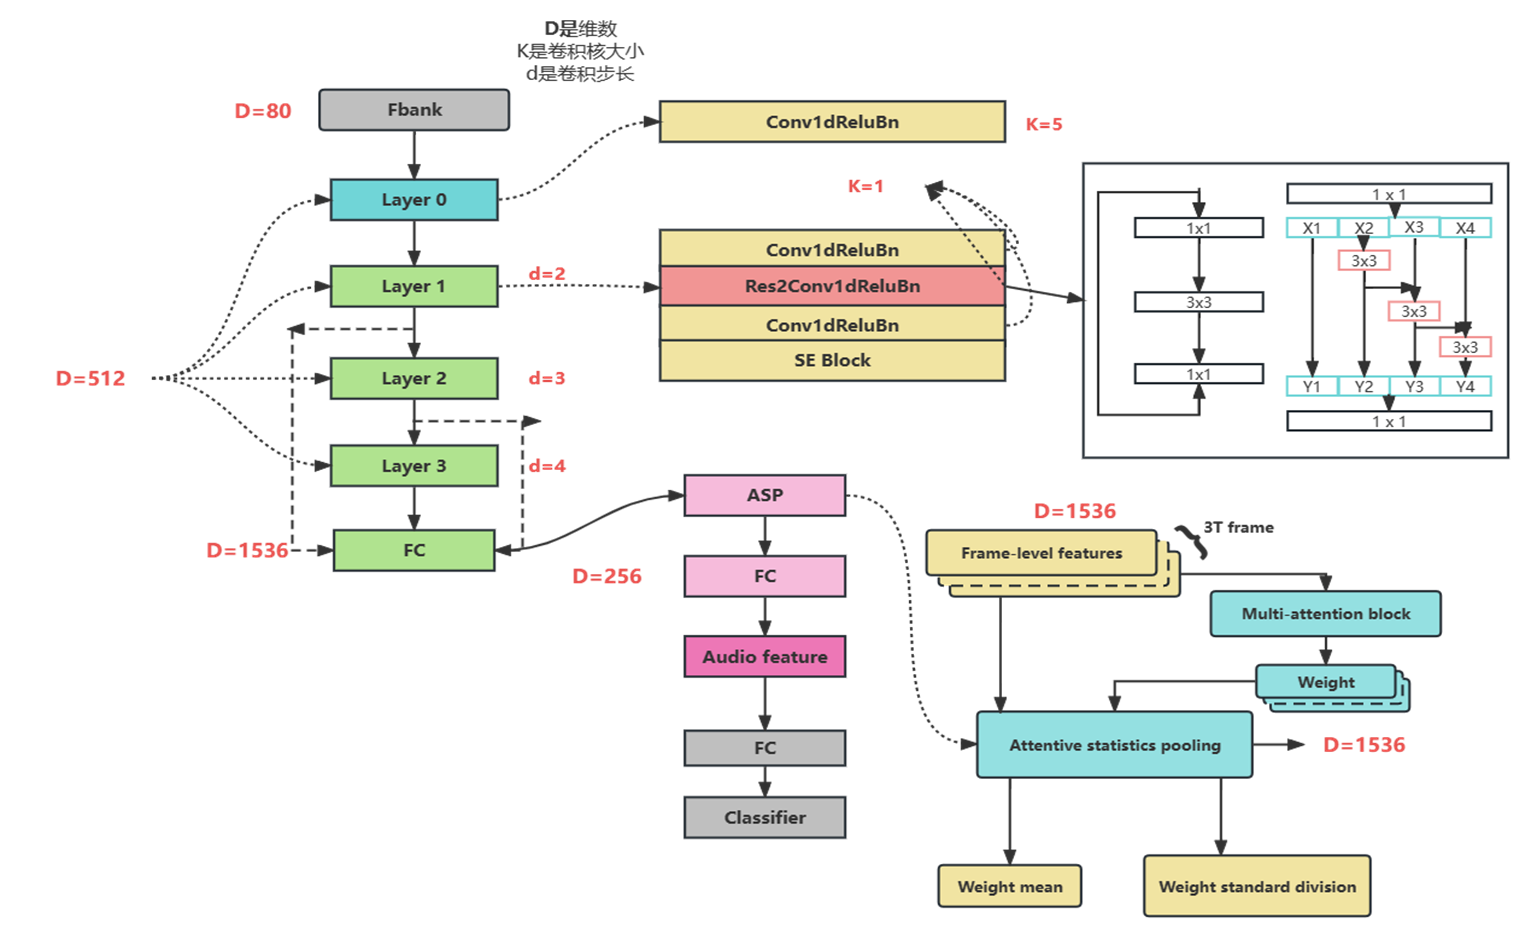 D是维数
K是卷积核大小
d是卷积步长
D=80
Fbank
Layer 0
Layer 1
Layer 2
Layer 3
FC
D=512
D=1536
d=2
d=3
d=4
Conv1dReluBn
K=5
K=1
Conv1dReluBn
Res2Conv1dReluBn
Conv1dReluBn
SE Block
1x1
3x3
1x1
1 x 1
X1 X2 X3 X4
3x3
3x3
3x3
Y1 Y2 Y3 Y4
1 x 1
ASP
D=256
FC
Audio feature
FC
Classifier
D=1536
3T frame
Frame-level features
Multi-attention block
Weight
Attentive statistics pooling
D=1536
Weight mean
Weight standard division